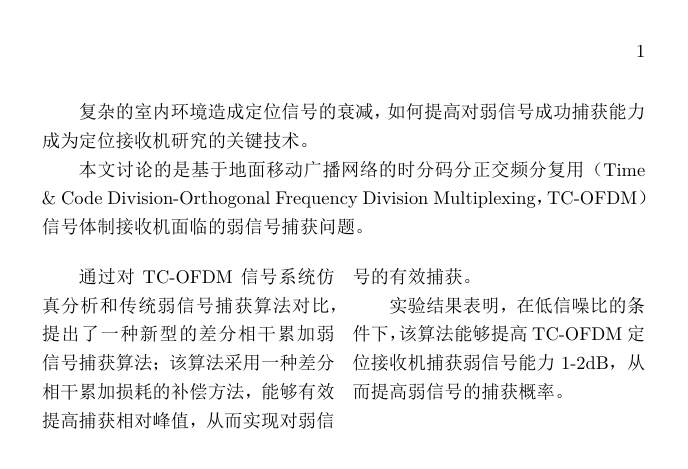 1
复杂的室内环境造成定位信号的衰减，如何提高对弱信号成功捕获能力
成为定位接收机研究的关键技术。
本文讨论的是基于地面移动广播网络的时分码分正交频分复用（Time
& Code Division-Orthogonal Frequency Division Multiplexing，TC-OFDM）
信号体制接收机面临的弱信号捕获问题。
通过对 TC-OFDM 信号系统仿
真分析和传统弱信号捕获算法对比，
提出了一种新型的差分相干累加弱
信号捕获算法；该算法采用一种差分
相干累加损耗的补偿方法，能够有效
提高捕获相对峰值，从而实现对弱信
号的有效捕获。
实验结果表明，在低信噪比的条
件下，该算法能够提高 TC-OFDM 定
位接收机捕获弱信号能力 1-2dB，从
而提高弱信号的捕获概率。